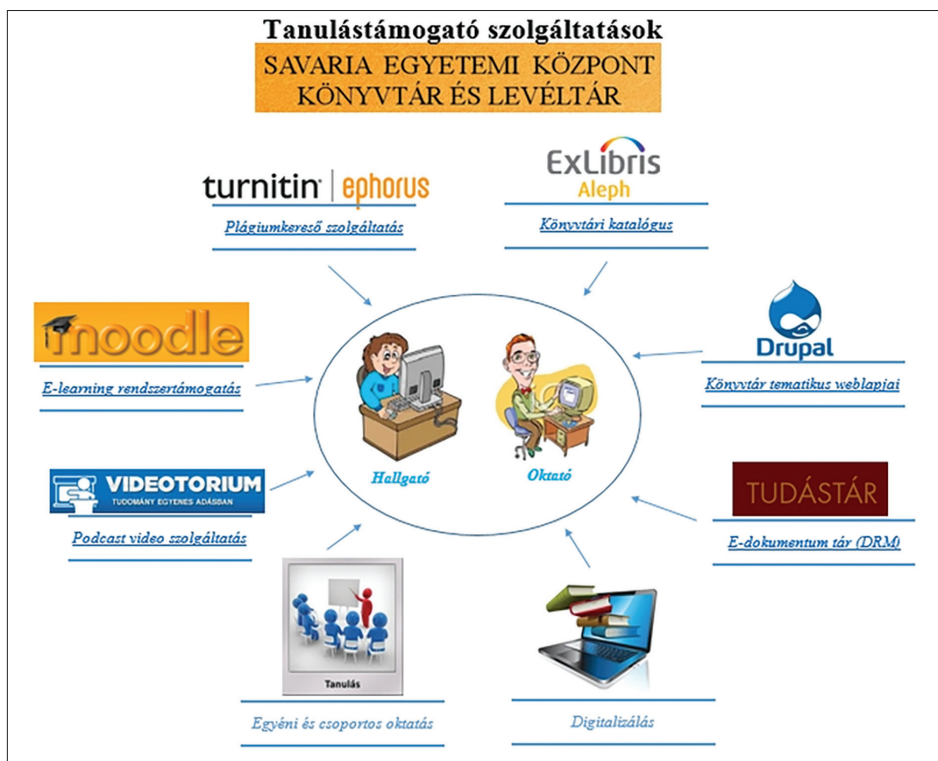 Tanulástámogató szolgáltatások
SAVARIA EGYETEMI KÖZPONT
KÖNYVTÁR ÉS LEVÉLTÁR
turnitin | ephorus
Plágiumkereső szolgáltatás
ExLibris
Aleph
Könyvtári katalógus
moodle
E-learning rendszertámogatás
Drupal
Könyvtár tematikus weblapjai
Hallgató
Oktató
VIDEOTORIUM
TUDOMÁNY EGYENES ADÁSBAN
Podcast video szolgáltatás
TUDÁSTÁR
E-dokumentum tár (DRM)
Tanulás
Egyéni és csoportos oktatás
Digitalizálás